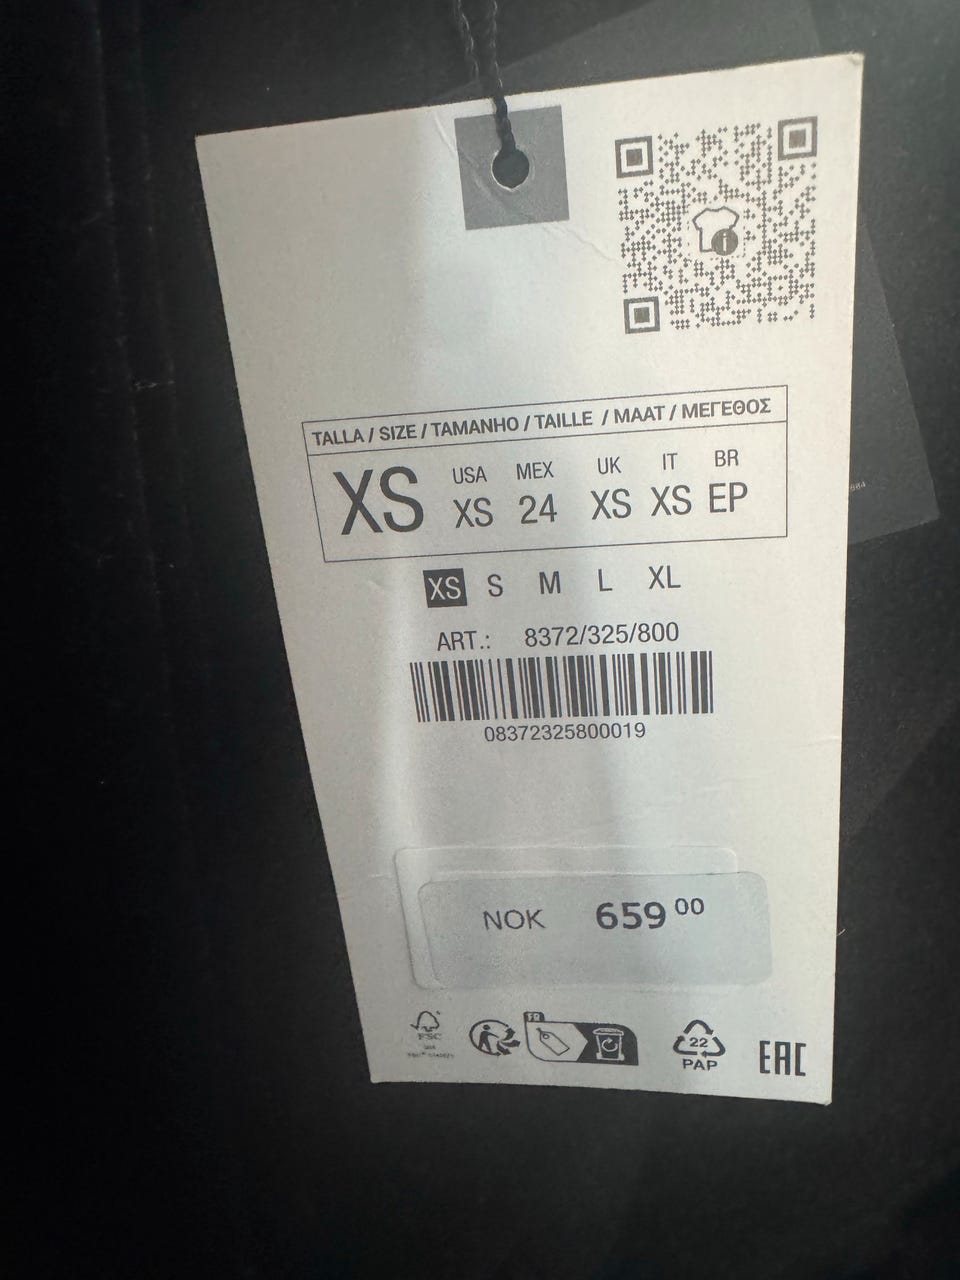 TALLA / SIZE / TAMANHO / TAILLE / MAAT / ΜΕΓΕΘΟΣ
XS USA MEX UK IT BR
XS 24 XS XS EP
XS S M L XL
ART.: 8372/325/800
08372325800019
NOK 659 00
FSC
FR
22
PAP
EAC